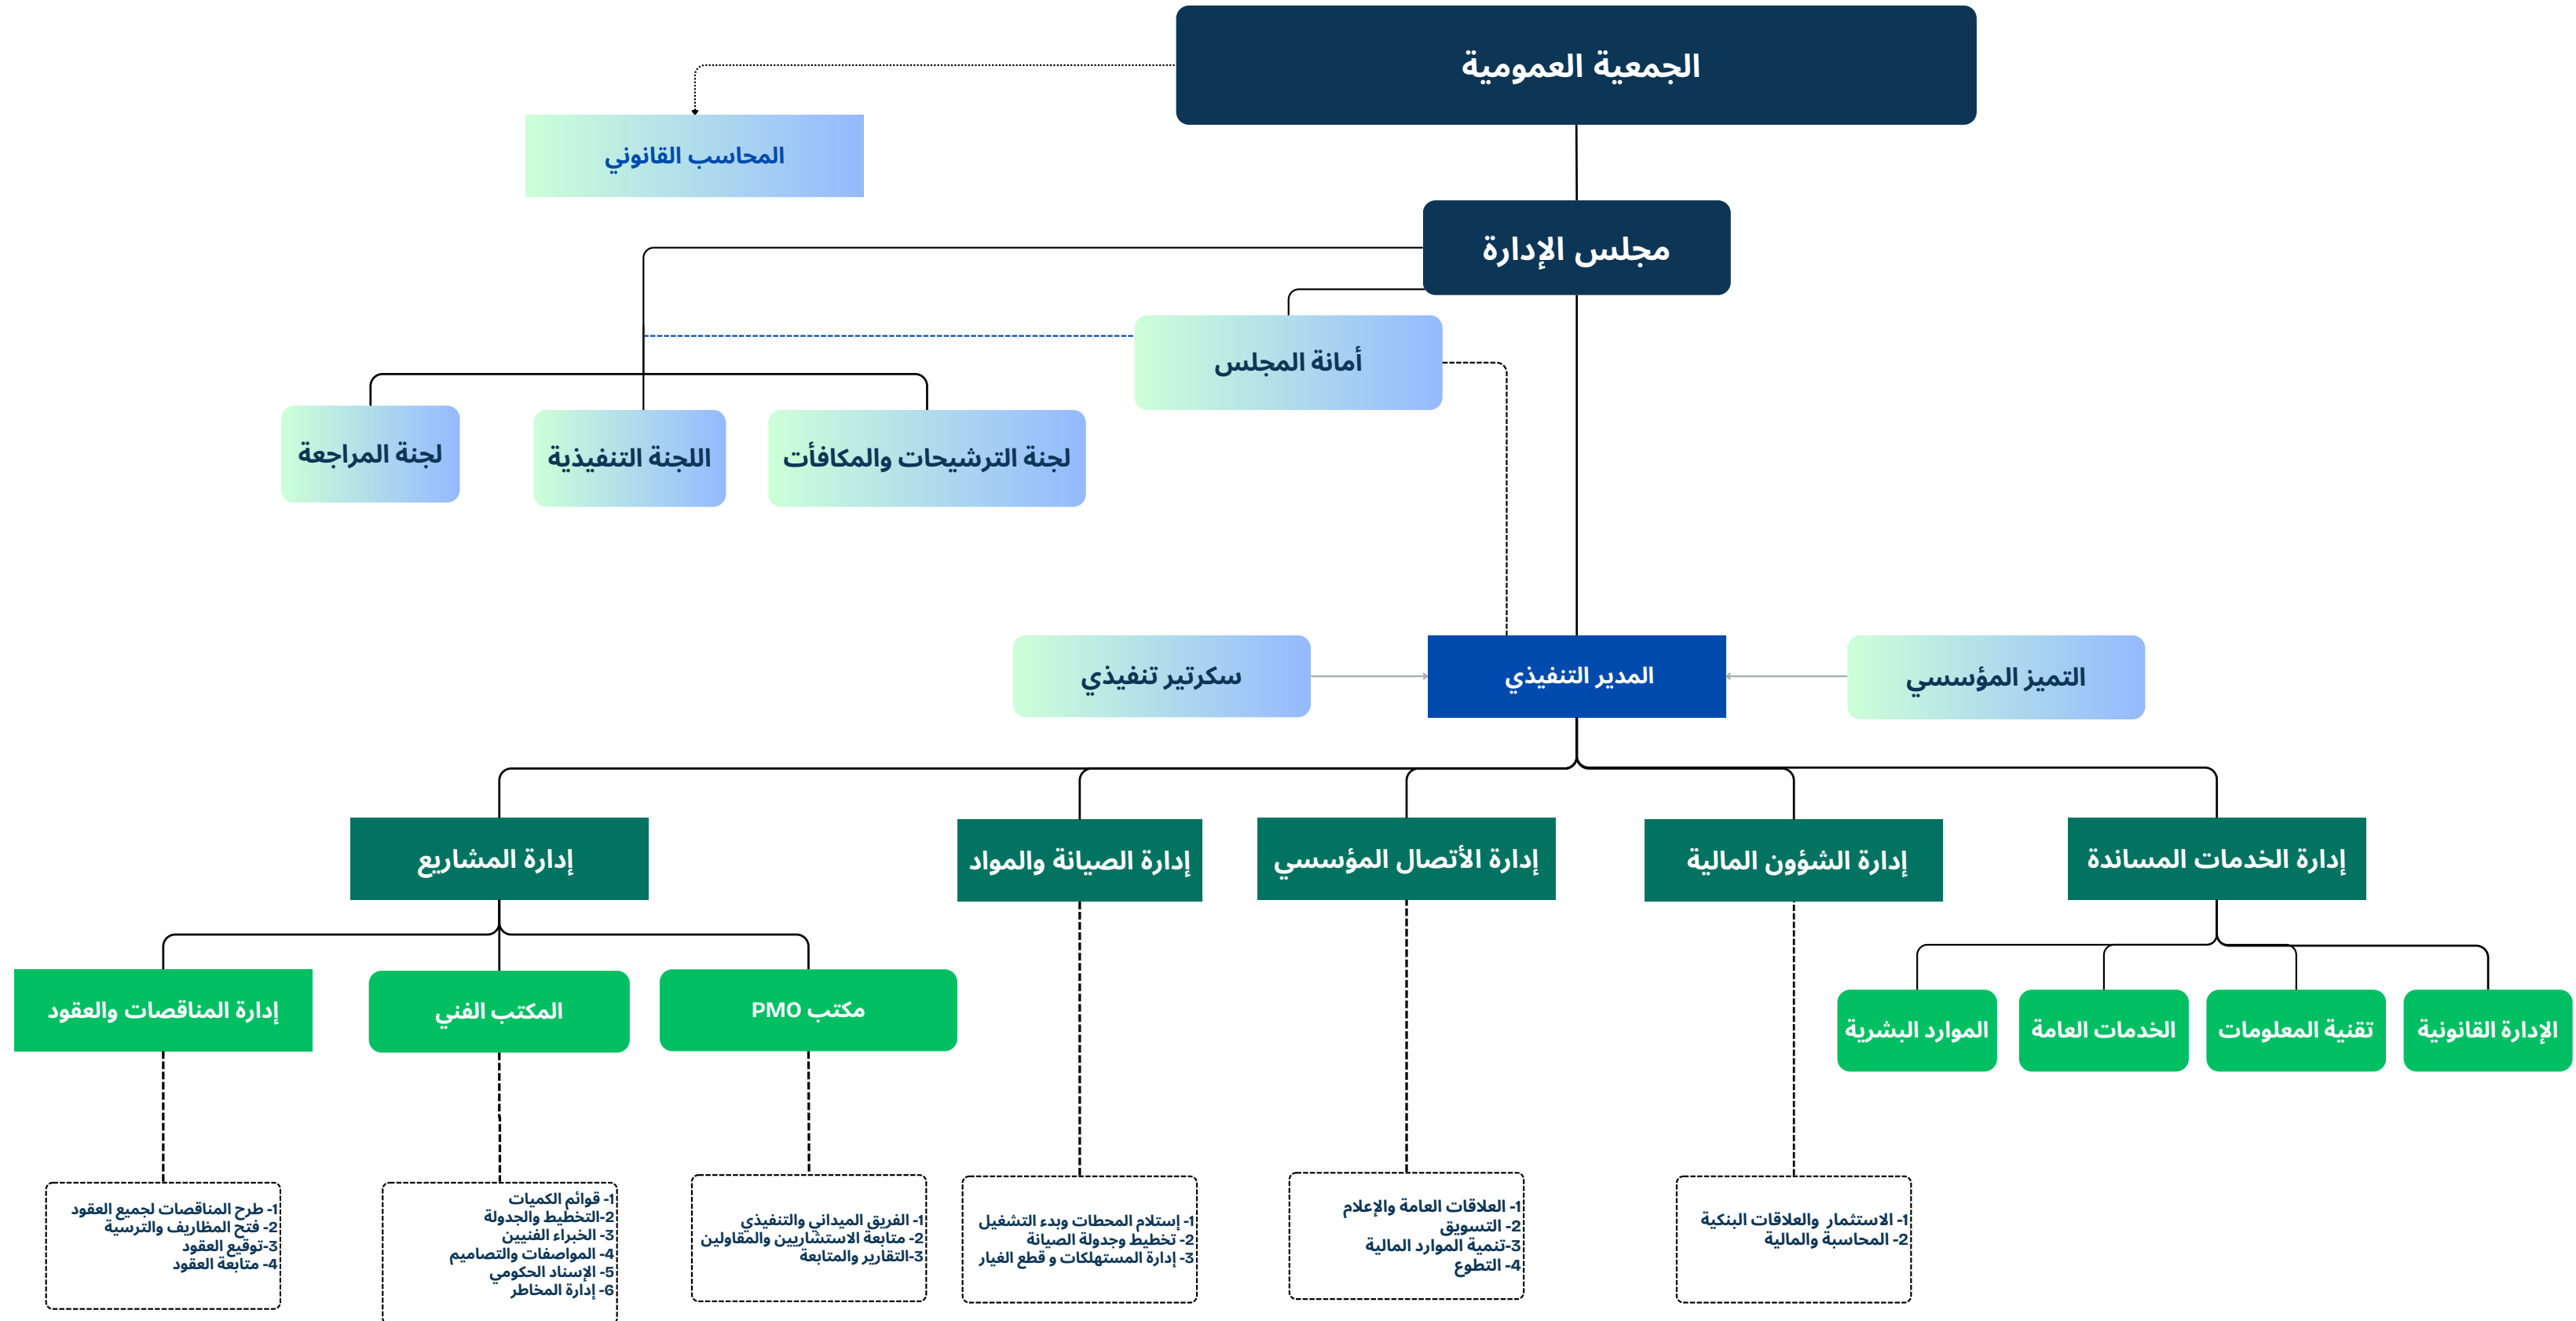 الجمعية العمومية
المحاسب القانوني
مجلس الإدارة
أمانة المجلس
لجنة الترشيحات والمكافأت
اللجنة التنفيذية
لجنة المراجعة
التميز المؤسسي
المدير التنفيذي
سكرتير تنفيذي
إدارة الخدمات المساندة
إدارة الشؤون المالية
إدارة الأتصال المؤسسي
إدارة الصيانة والمواد
إدارة المشاريع
الإدارة القانونية
تقنية المعلومات
الخدمات العامة
الموارد البشرية
مكتب PMO
المكتب الفني
إدارة المناقصات والعقود
1- الاستثمار والعلاقات البنكية
2- المحاسبة والمالية
1- العلاقات العامة والإعلام
2- التسويق
3-تنمية الموارد المالية
4- التطوع
1- إستلام المحطات وبدء التشغيل
2- تخطيط وجدولة الصيانة
3- إدارة المستهلكات و قطع الغيار
1- الفريق الميداني والتنفيذي
2- متابعة الاستشاريين والمقاولين
3-التقارير والمتابعة
1- قوائم الكميات
2-التخطيط والجدولة
3- الخبراء الفنيين
4- المواصفات والتصاميم
5- الإسناد الحكومي
6- إدارة المخاطر
1- طرح المناقصات لجميع العقود
2- فتح المظاريف والترسية
3-توقيع العقود
4- متابعة العقود